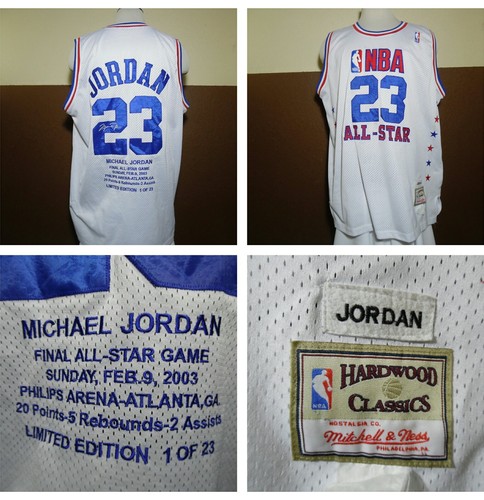 JORDAN
23
MICHAEL JORDAN
FINAL ALL-STAR GAME
SUNDAY, FEB.9, 2003
PHILIPS ARENA-ATLANTA,GA
20 Points-5 Rebounds-2 Assists
LIMITED EDITION 1 OF 23
NBA
23
ALL-STAR
MICHAEL JORDAN
FINAL ALL-STAR GAME
SUNDAY, FEB.9, 2003
PHILIPS ARENA-ATLANTA,GA
20 Points-5 Rebounds-2 Assists
LIMITED EDITION 1 OF 23
JORDAN
NBA
HARDWOOD
CLASSICS
NOSTALGIA CO.
Mitchell & Ness
PHILADELPHIA, PA.